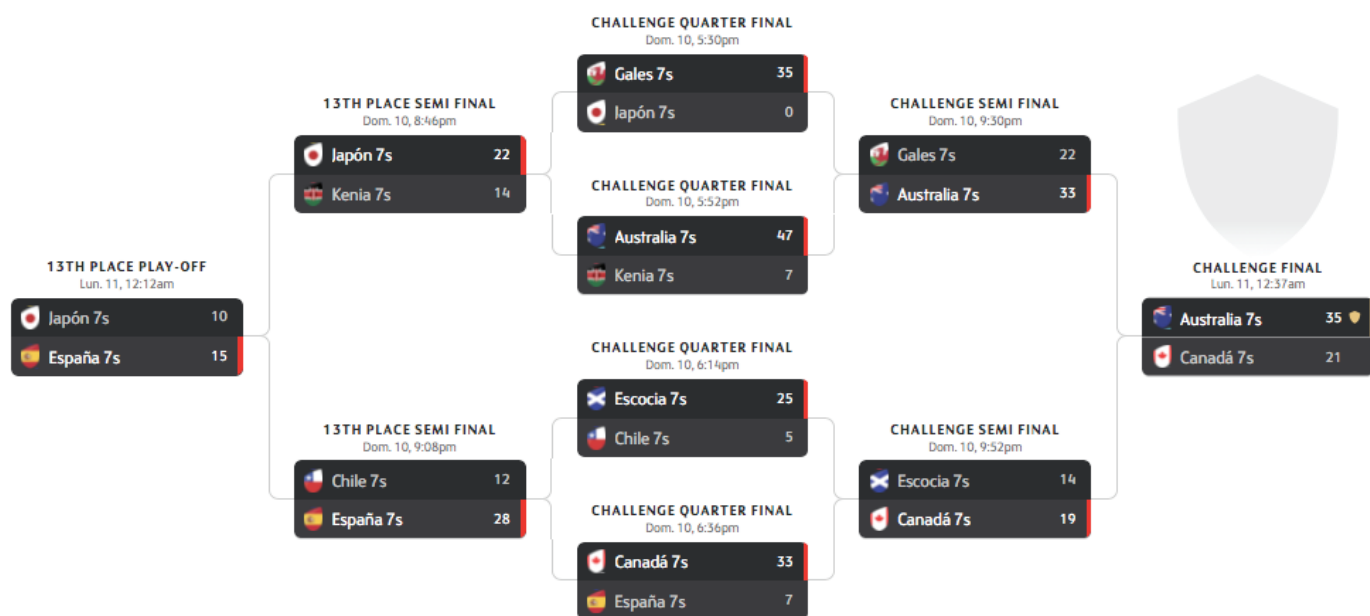 CHALLENGE QUARTER FINAL
Dom. 10, 5:30pm
Gales 7s 35
Japón 7s 0
13TH PLACE SEMI FINAL
Dom. 10, 8:46pm
Japón 7s 22
Kenia 7s 14
CHALLENGE SEMI FINAL
Dom. 10, 9:30pm
Gales 7s 22
Australia 7s 33
CHALLENGE QUARTER FINAL
Dom. 10, 5:52pm
Australia 7s 47
Kenia 7s 7
13TH PLACE PLAY-OFF
Lun. 11, 12:12am
Japón 7s 10
España 7s 15
CHALLENGE FINAL
Lun. 11, 12:37am
Australia 7s 35
Canadá 7s 21
CHALLENGE QUARTER FINAL
Dom. 10, 6:14pm
Escocia 7s 25
Chile 7s 5
13TH PLACE SEMI FINAL
Dom. 10, 9:08pm
Chile 7s 12
España 7s 28
CHALLENGE SEMI FINAL
Dom. 10, 9:52pm
Escocia 7s 14
Canadá 7s 19
CHALLENGE QUARTER FINAL
Dom. 10, 6:36pm
Canadá 7s 33
España 7s 7